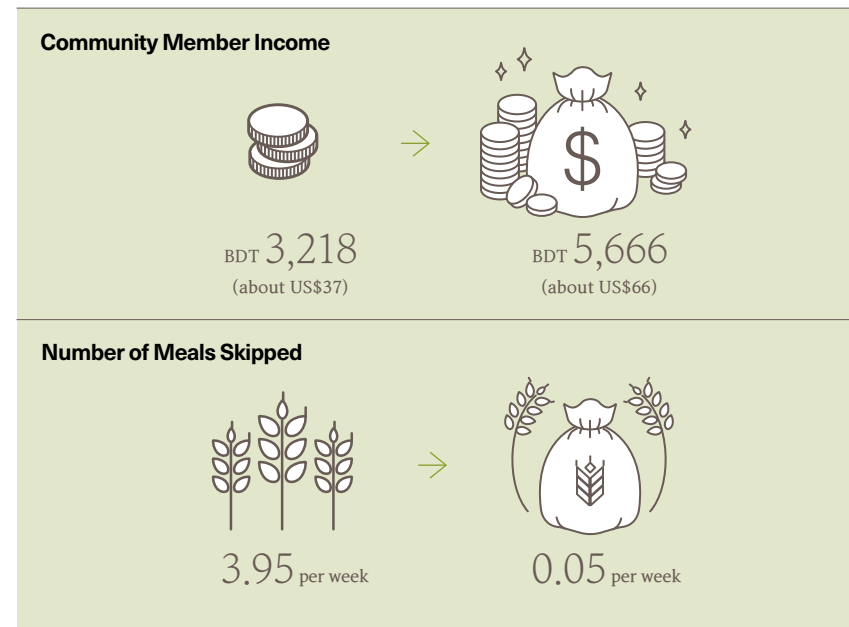 Community Member Income
$
BDT 3,218
(about US$37)
BDT 5,666
(about US$66)
Number of Meals Skipped
3.95 per week
0.05 per week